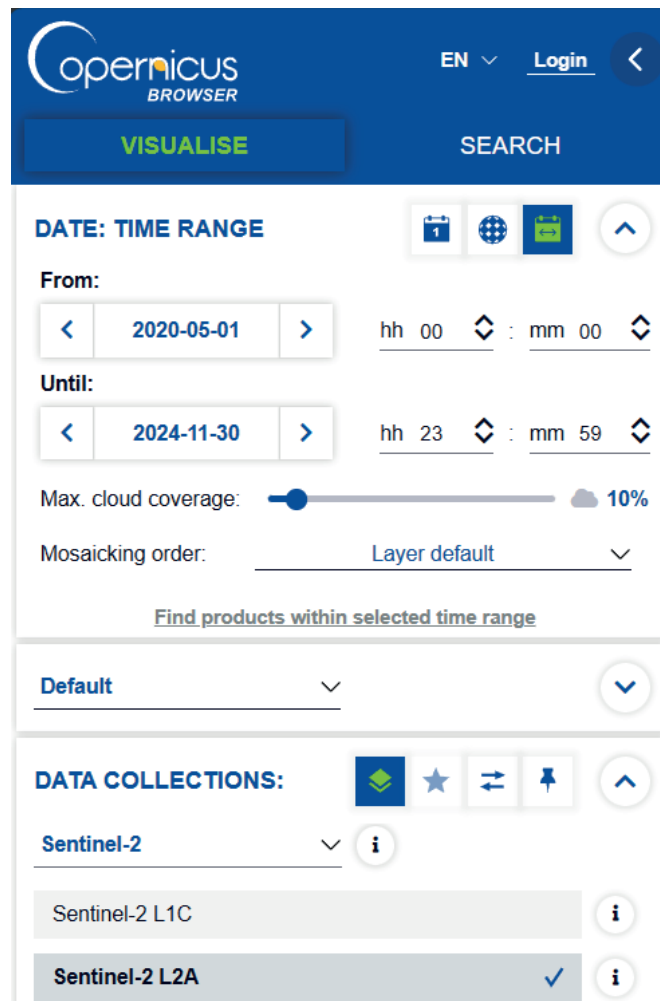 Copernicus
BROWSER
EN Login
VISUALISE SEARCH
DATE: TIME RANGE 1
From:
2020-05-01 hh 00 : mm 00
Until:
2024-11-30 hh 23 : mm 59
Max. cloud coverage: 10%
Mosaicking order: Layer default
Find products within selected time range
Default
DATA COLLECTIONS:
Sentinel-2 i
Sentinel-2 L1C i
Sentinel-2 L2A i